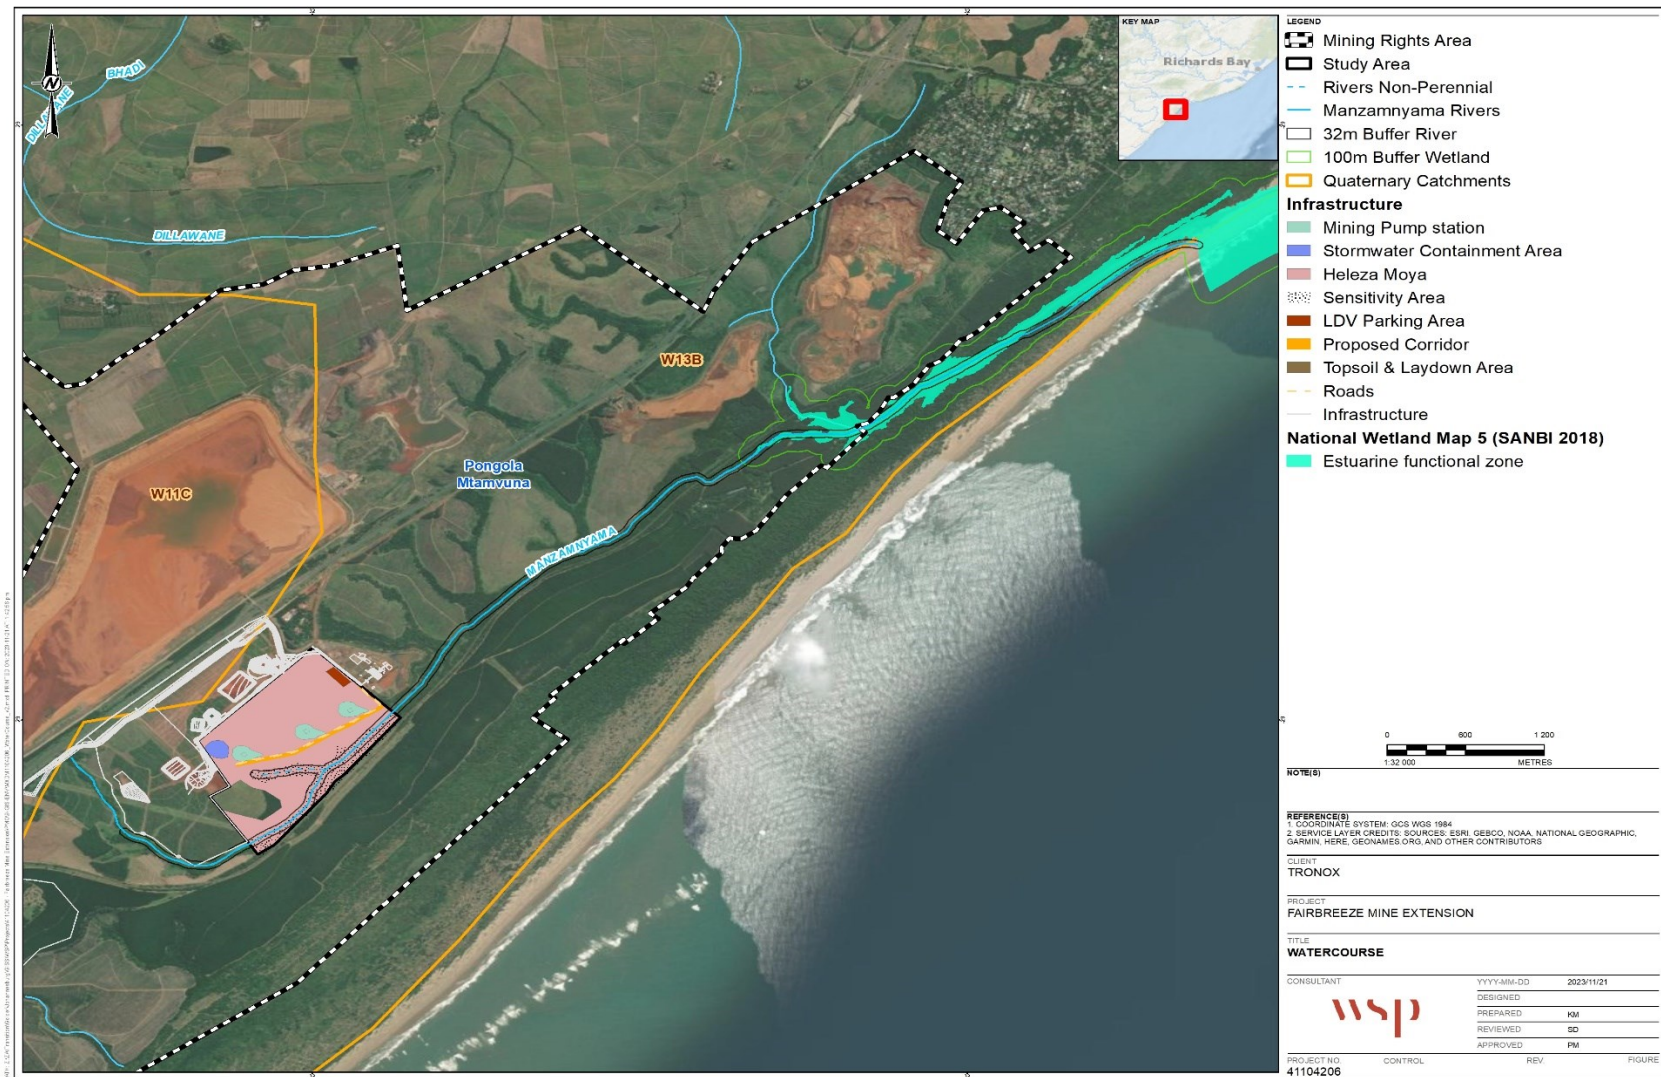 KEY MAP
Richards Bay
N
BHADI
DILLAWANE
DILLAWANE
W13B
W11C
Pongola
Mtamvuna
MANZAMNYAMA
LEGEND
Mining Rights Area
Study Area
Rivers Non-Perennial
Manzamnyama Rivers
32m Buffer River
100m Buffer Wetland
Quaternary Catchments
Infrastructure
Mining Pump station
Stormwater Containment Area
Heleza Moya
Sensitivity Area
LDV Parking Area
Proposed Corridor
Topsoil & Laydown Area
Roads
Infrastructure
National Wetland Map 5 (SANBI 2018)
Estuarine functional zone
0 600 1 200
1:32 000 METRES
NOTE(S)
REFERENCE(S)
1. COORDINATE SYSTEM: GCS WGS 1984
2. SERVICE LAYER CREDITS: SOURCES: ESRI, GEBCO, NOAA, NATIONAL GEOGRAPHIC,
GARMIN, HERE, GEONAMES.ORG, AND OTHER CONTRIBUTORS
CLIENT
TRONOX
PROJECT
FAIRBREEZE MINE EXTENSION
TITLE
WATERCOURSE
CONSULTANT
wsp
YYYY-MM-DD 2023/11/21
DESIGNED
PREPARED KM
REVIEWED SD
APPROVED PM
PROJECT NO. CONTROL REV FIGURE
41104206